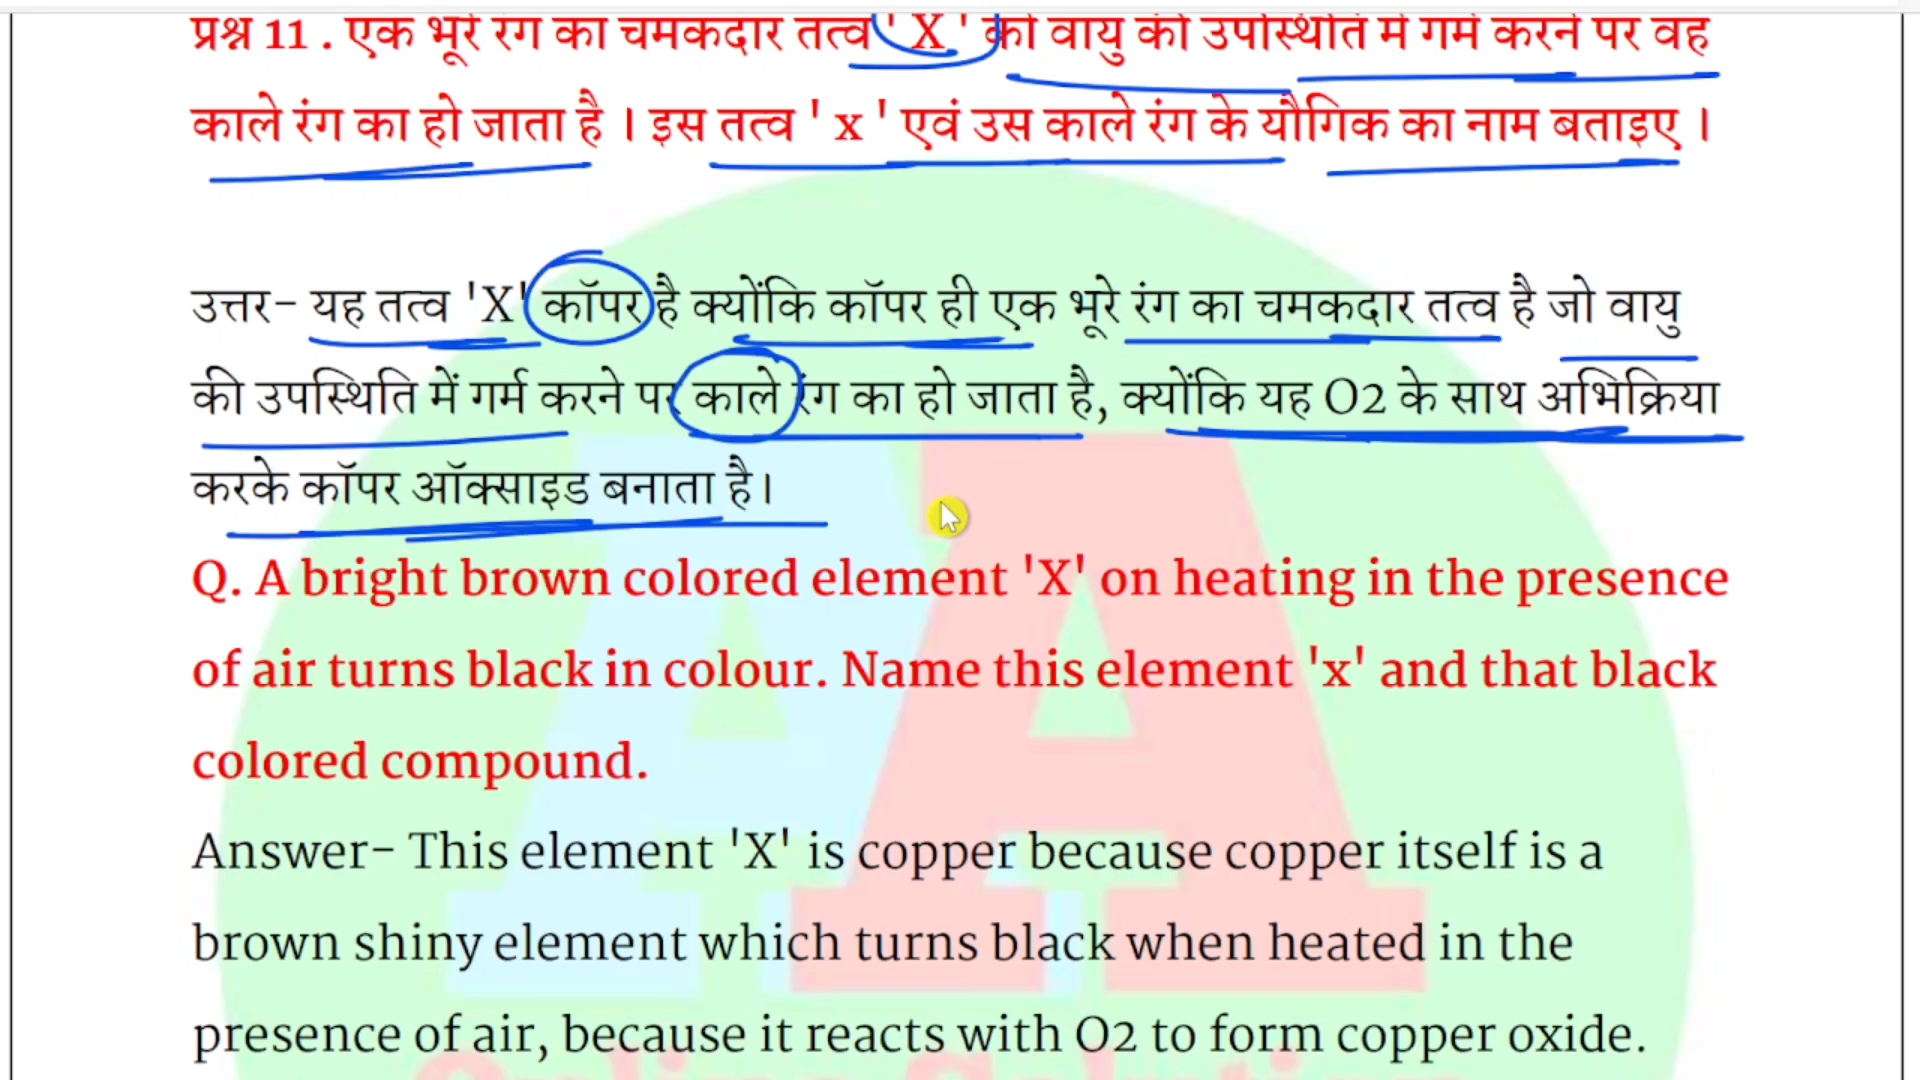 प्रश्न 11 . एक भूरे रंग का चमकदार तत्व ' X ' को वायु की उपस्थिति में गर्म करने पर वह
काले रंग का हो जाता है । इस तत्व ' x ' एवं उस काले रंग के यौगिक का नाम बताइए ।
उत्तर- यह तत्व 'X' कॉपर है क्योंकि कॉपर ही एक भूरे रंग का चमकदार तत्व है जो वायु
की उपस्थिति में गर्म करने पर काले रंग का हो जाता है, क्योंकि यह O2 के साथ अभिक्रिया
करके कॉपर ऑक्साइड बनाता है।
Q. A bright brown colored element 'X' on heating in the presence
of air turns black in colour. Name this element 'x' and that black
colored compound.
Answer- This element 'X' is copper because copper itself is a
brown shiny element which turns black when heated in the
presence of air, because it reacts with O2 to form copper oxide.